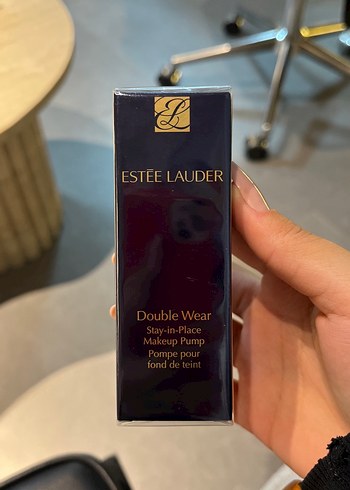 EL
ESTĒE LAUDER
Double Wear
Stay-in-Place
Makeup Pump
Pompe pour
fond de teint